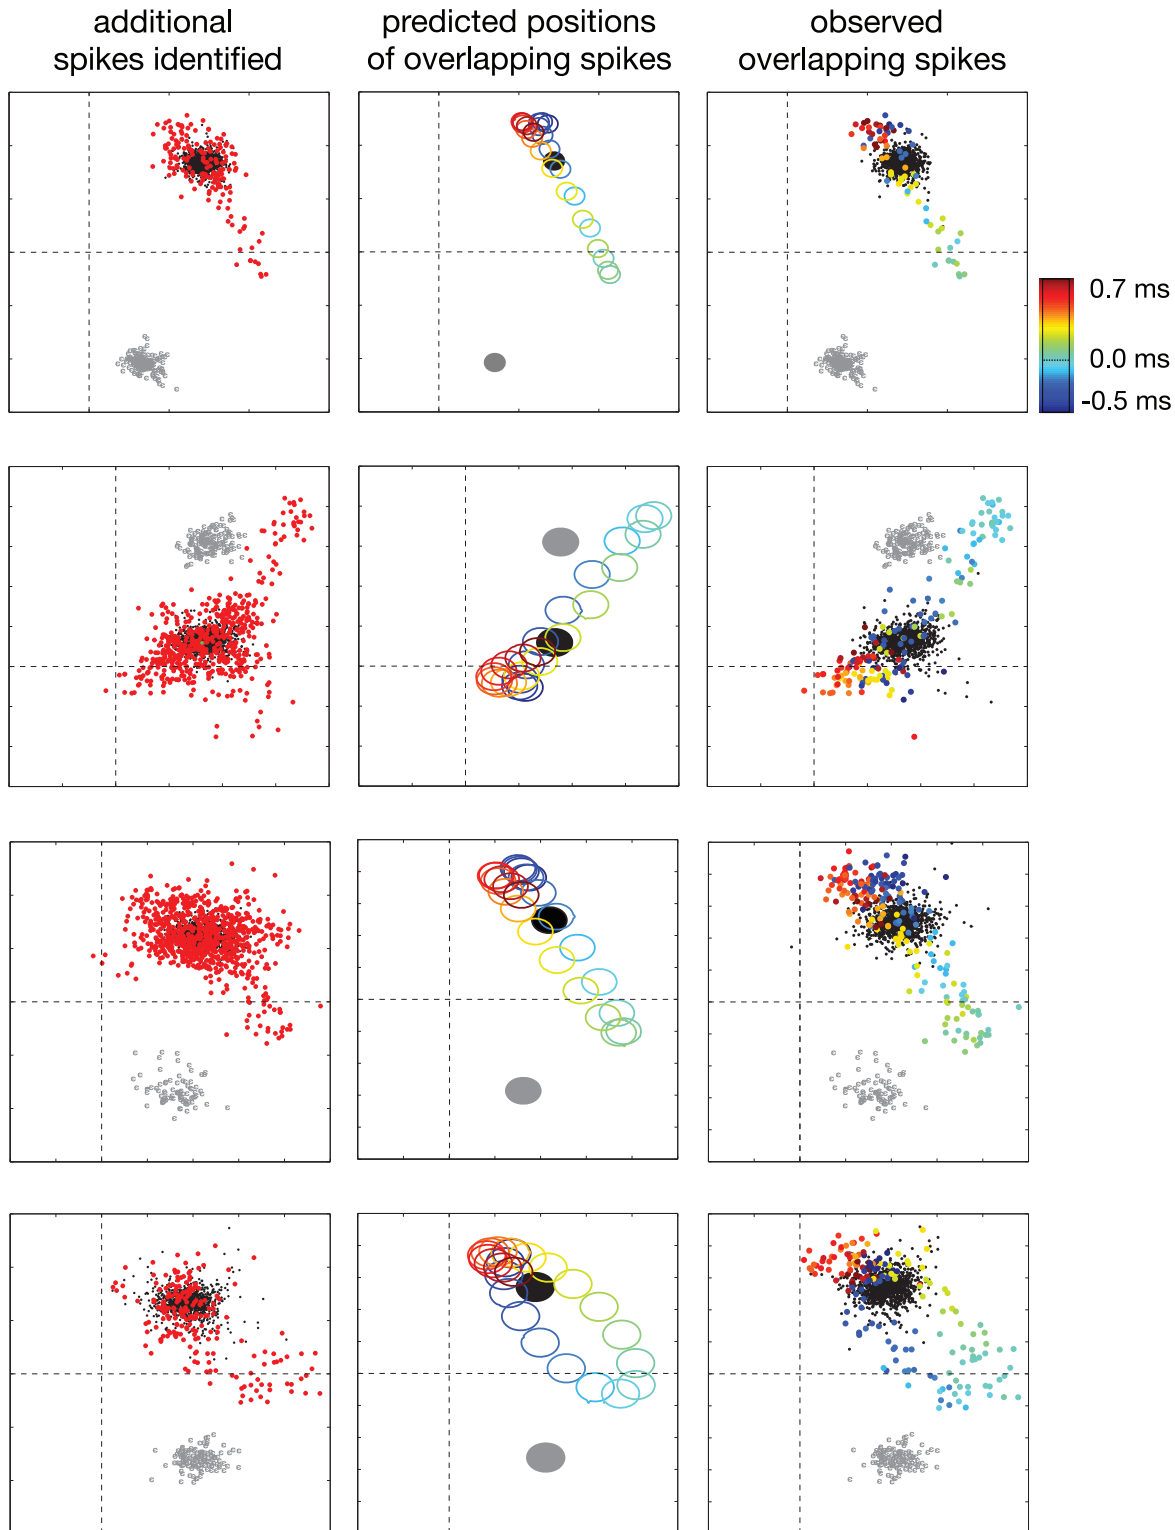 additional
spikes identified
predicted positions
of overlapping spikes
observed
overlapping spikes
0.7 ms
0.0 ms
-0.5 ms